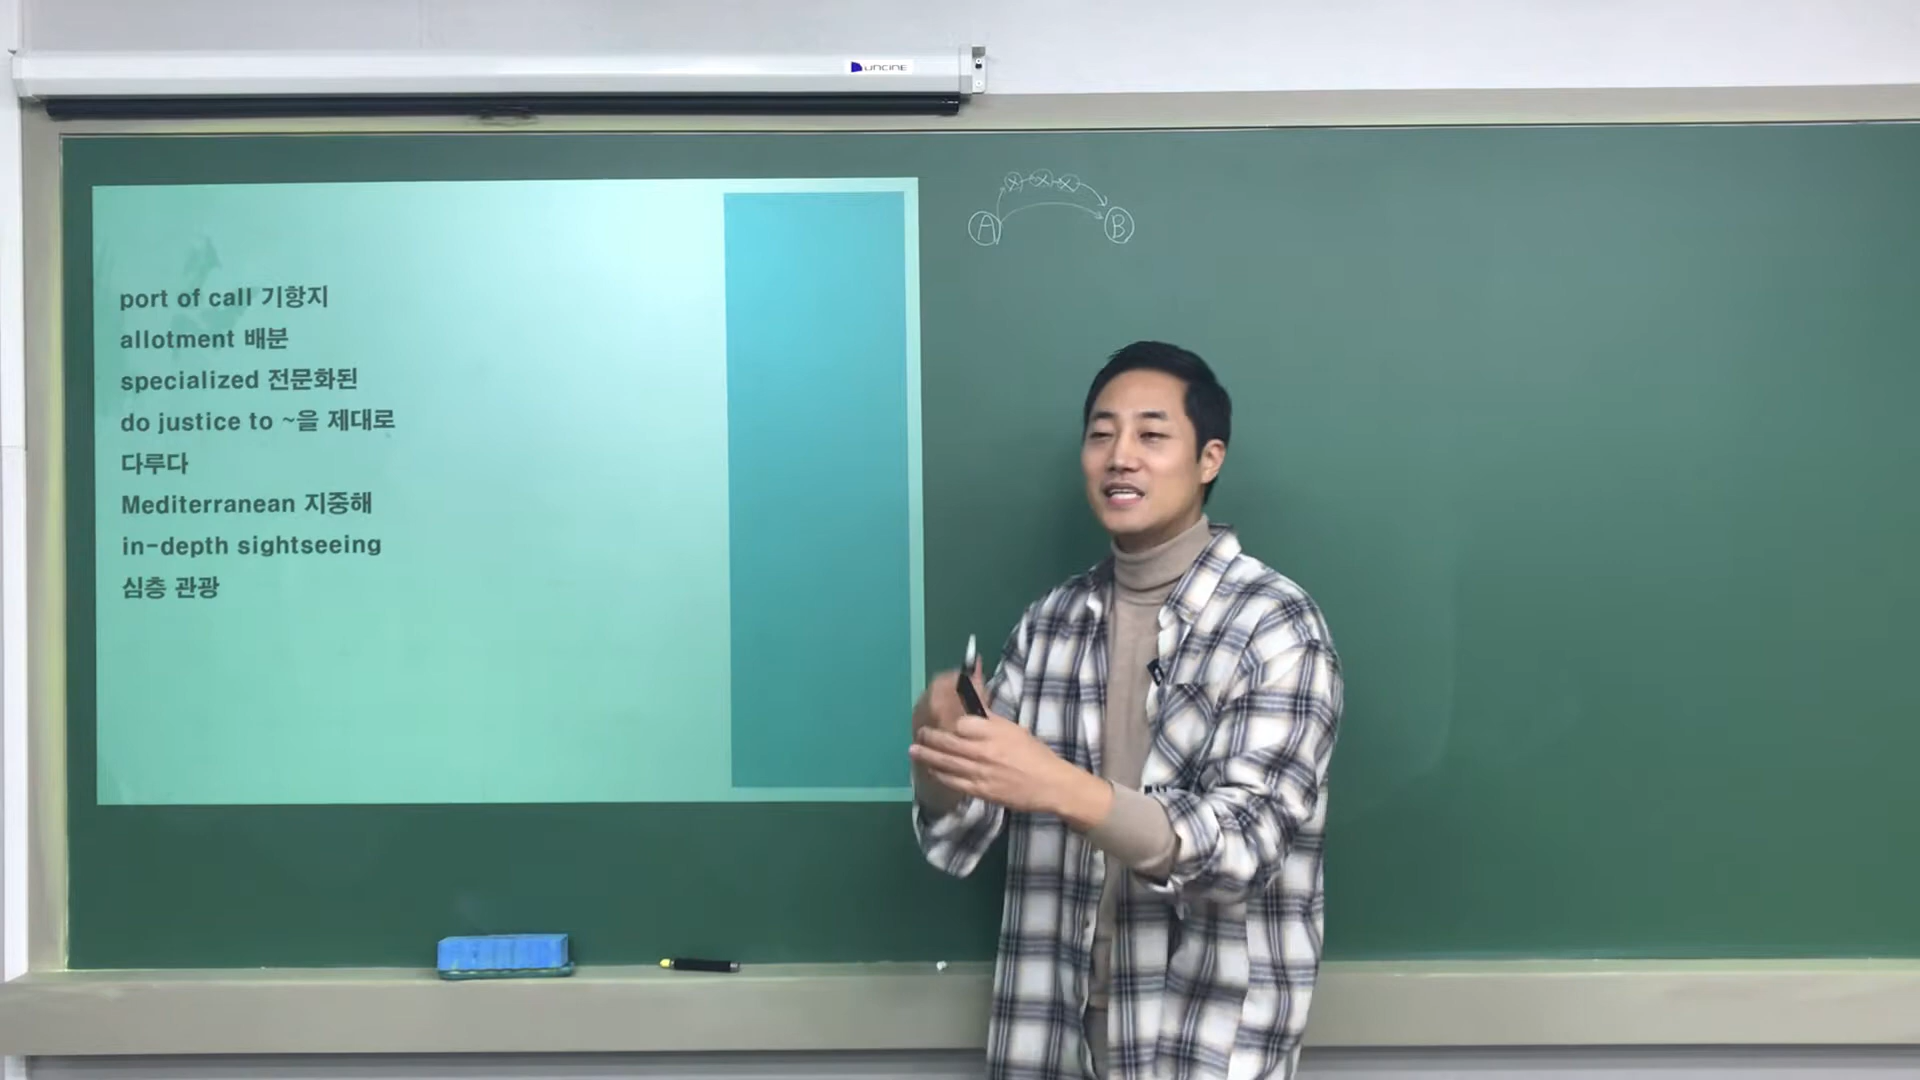 UNCINE
port of call 기항지
allotment 배분
specialized 전문화된
do justice to ~을 제대로
다루다
Mediterranean 지중해
in-depth sightseeing
심층 관광
A
B